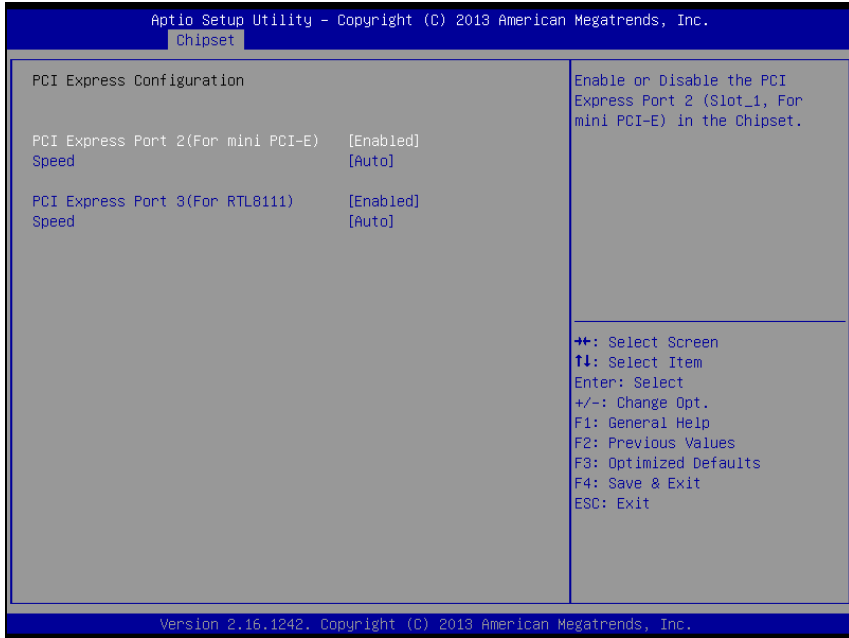 Aptio Setup Utility – Copyright (C) 2013 American Megatrends, Inc.
Chipset
PCI Express Configuration
PCI Express Port 2(For mini PCI-E) [Enabled]
Speed [Auto]
PCI Express Port 3(For RTL8111) [Enabled]
Speed [Auto]
Enable or Disable the PCI
Express Port 2 (Slot_1, For
mini PCI-E) in the Chipset.
→←: Select Screen
↑↓: Select Item
Enter: Select
+/-: Change Opt.
F1: General Help
F2: Previous Values
F3: Optimized Defaults
F4: Save & Exit
ESC: Exit
Version 2.16.1242. Copyright (C) 2013 American Megatrends, Inc.